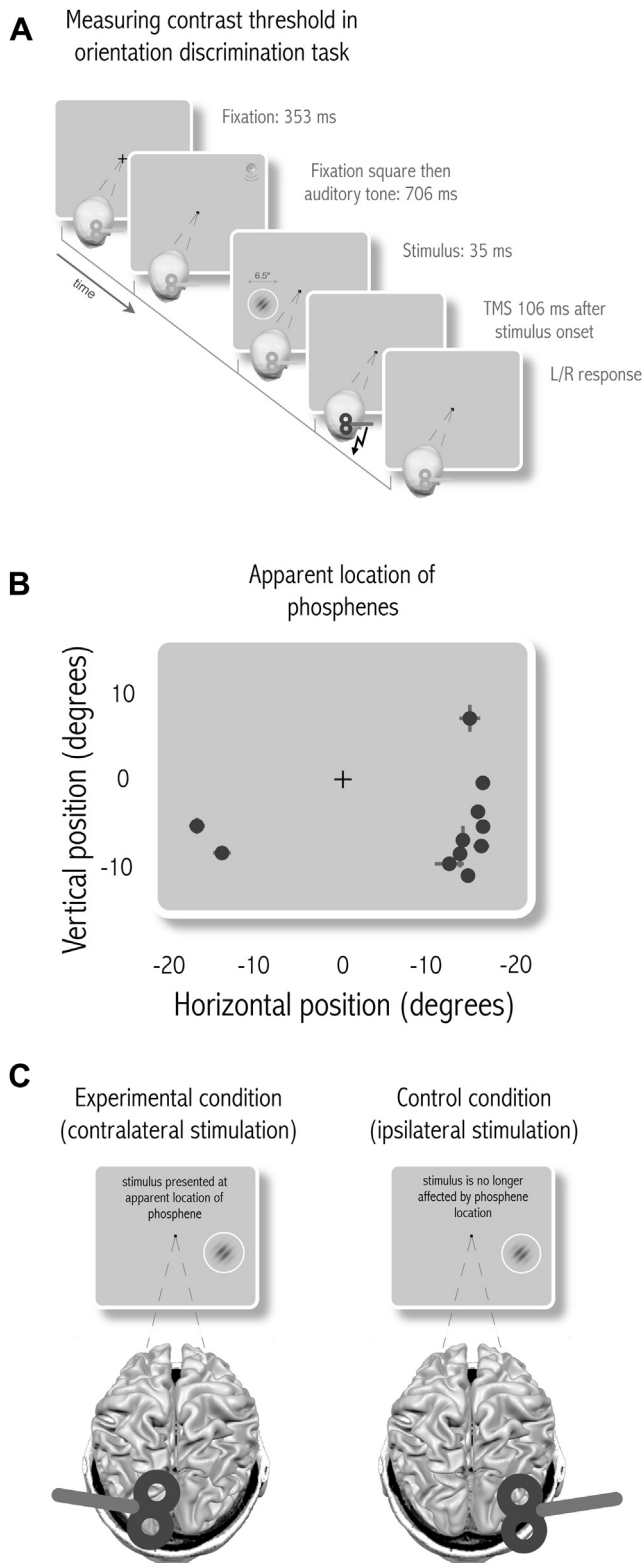 A
Measuring contrast threshold in
orientation discrimination task
Fixation: 353 ms
Fixation square then
auditory tone: 706 ms
Stimulus: 35 ms
6.5°
TMS 106 ms after
stimulus onset
L/R response
time
B
Apparent location of
phosphenes
Vertical position (degrees)
10
0
-10
-20 -10 0 -10 -20
Horizontal position (degrees)
C
Experimental condition
(contralateral stimulation)
stimulus presented at
apparent location of
phosphene
Control condition
(ipsilateral stimulation)
stimulus is no longer
affected by phosphene
location